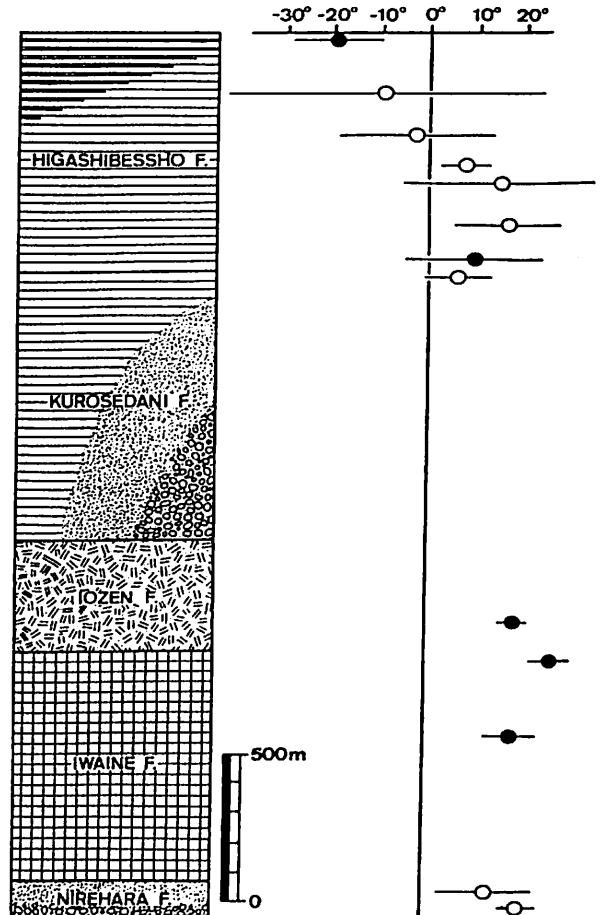 -30° -20° -10° 0° 10° 20°
HIGASHIBESSHO F.
KUROSEDANI F.
IOZEN F.
IWAINE F.
500m
0
NIREHARA F.